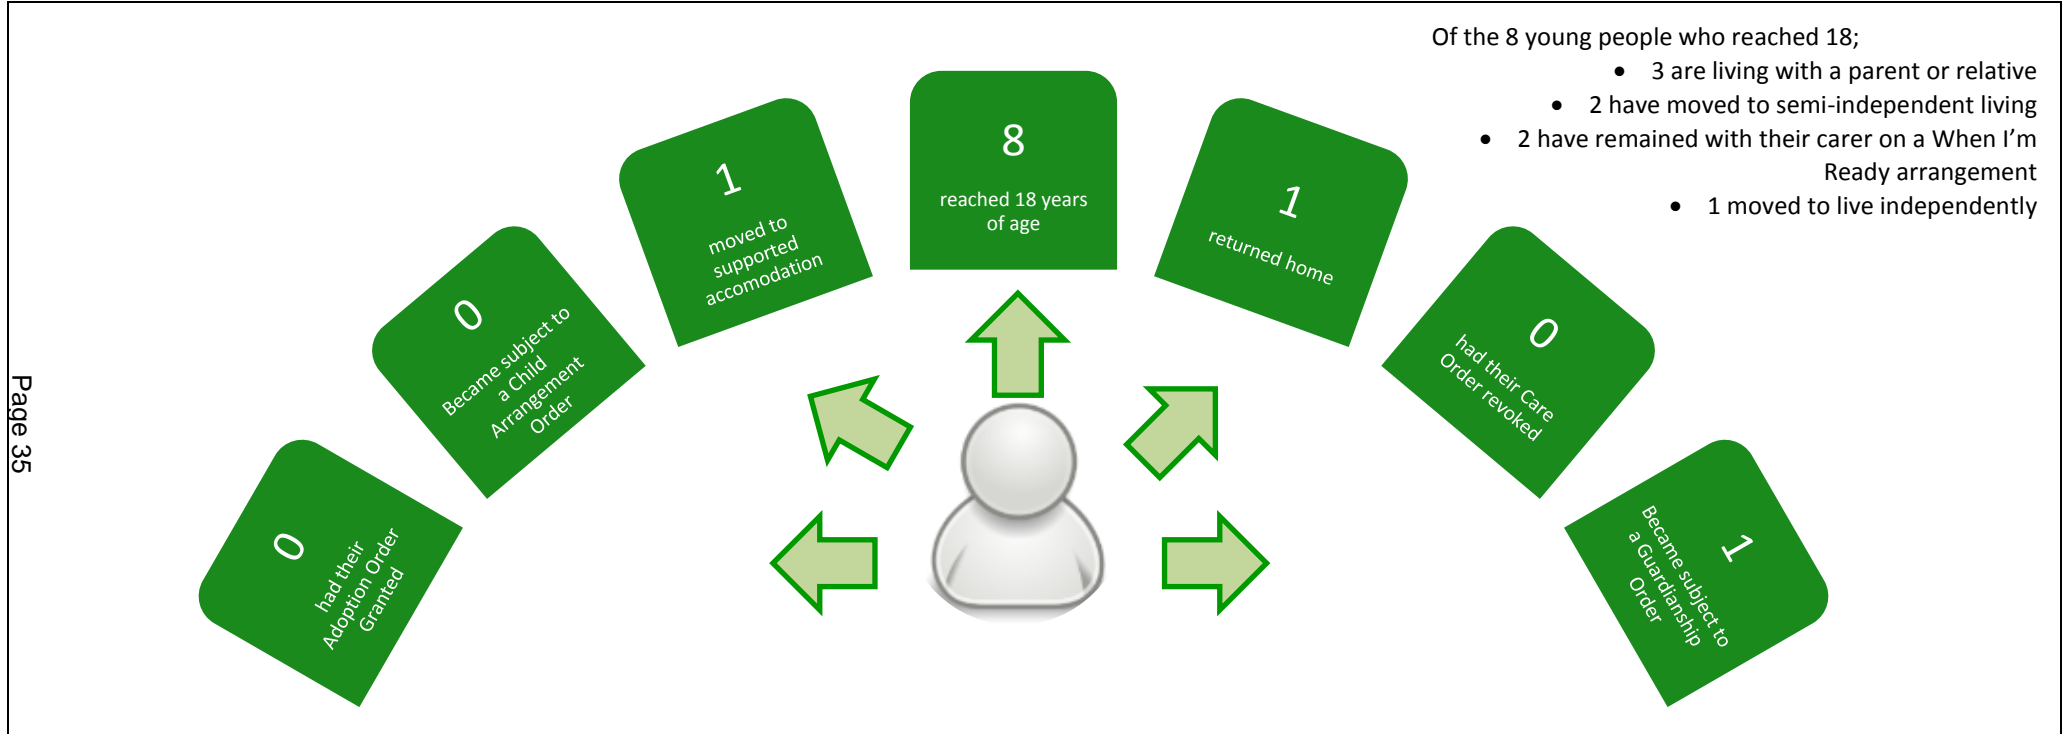 Of the 8 young people who reached 18;
• 3 are living with a parent or relative
• 2 have moved to semi-independent living
• 2 have remained with their carer on a When I’m
Ready arrangement
• 1 moved to live independently
0
had their
Adoption Order
Granted
0
Became subject to
a Child
Arrangement
Order
1
moved to
supported
accomodation
8
reached 18 years
of age
1
returned home
0
had their Care
Order revoked
1
Became subject to
a Guardianship
Order
Page 35